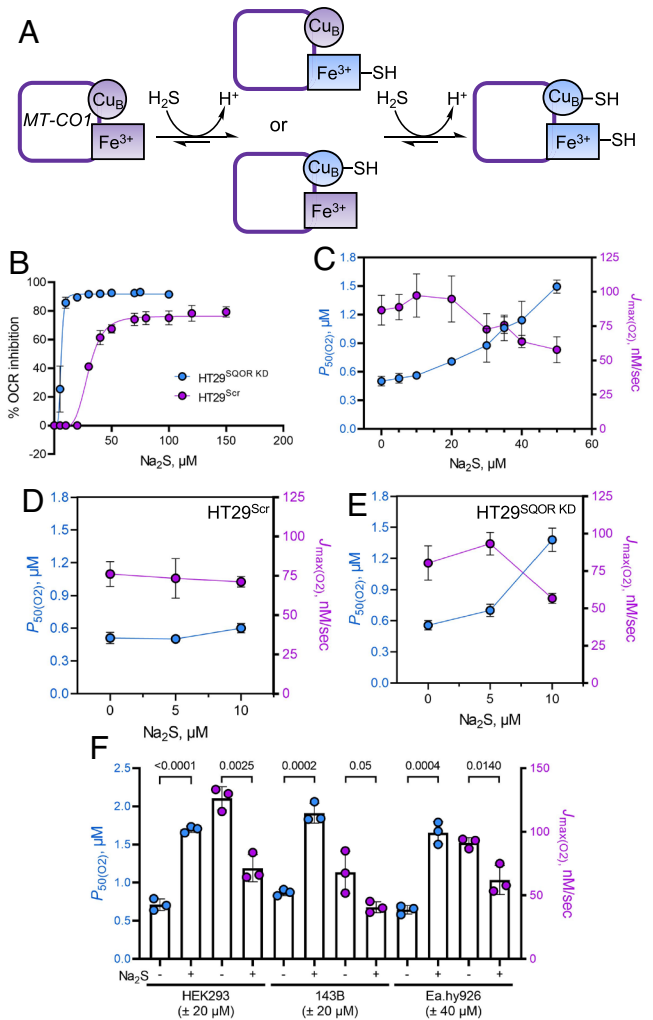 A
MT-CO1
CuB
Fe3+
H2S
H+
CuB
Fe3+
SH
or
CuB
SH
Fe3+
H2S
H+
CuB
SH
Fe3+
SH
B
% OCR inhibition
100
80
60
40
20
0
-20
50
100
150
200
HT29SQOR KD
HT29Scr
Na2S, µM
C
P50(O2), µM
1.8
1.5
1.2
0.9
0.6
0.3
0.0
0
20
40
60
Na2S, µM
125
100
75
50
25
0
Jmax(O2), nM/sec
D
HT29Scr
P50(O2), µM
1.8
1.5
1.2
0.9
0.6
0.3
0.0
0
5
10
Na2S, µM
125
100
75
50
25
0
Jmax(O2), nM/sec
E
HT29SQOR KD
P50(O2), µM
1.8
1.5
1.2
0.9
0.6
0.3
0.0
0
5
10
Na2S, µM
125
100
75
50
25
0
Jmax(O2), nM/sec
F
<0.0001 0.0025 0.0002 0.05 0.0004 0.0140
P50(O2), µM
2.5
2.0
1.5
1.0
0.5
0.0
150
100
50
0
Jmax(O2), nM/sec
Na2S - + - + - + - + - + - +
HEK293 143B Ea.hy926
(± 20 µM) (± 20 µM) (± 40 µM)